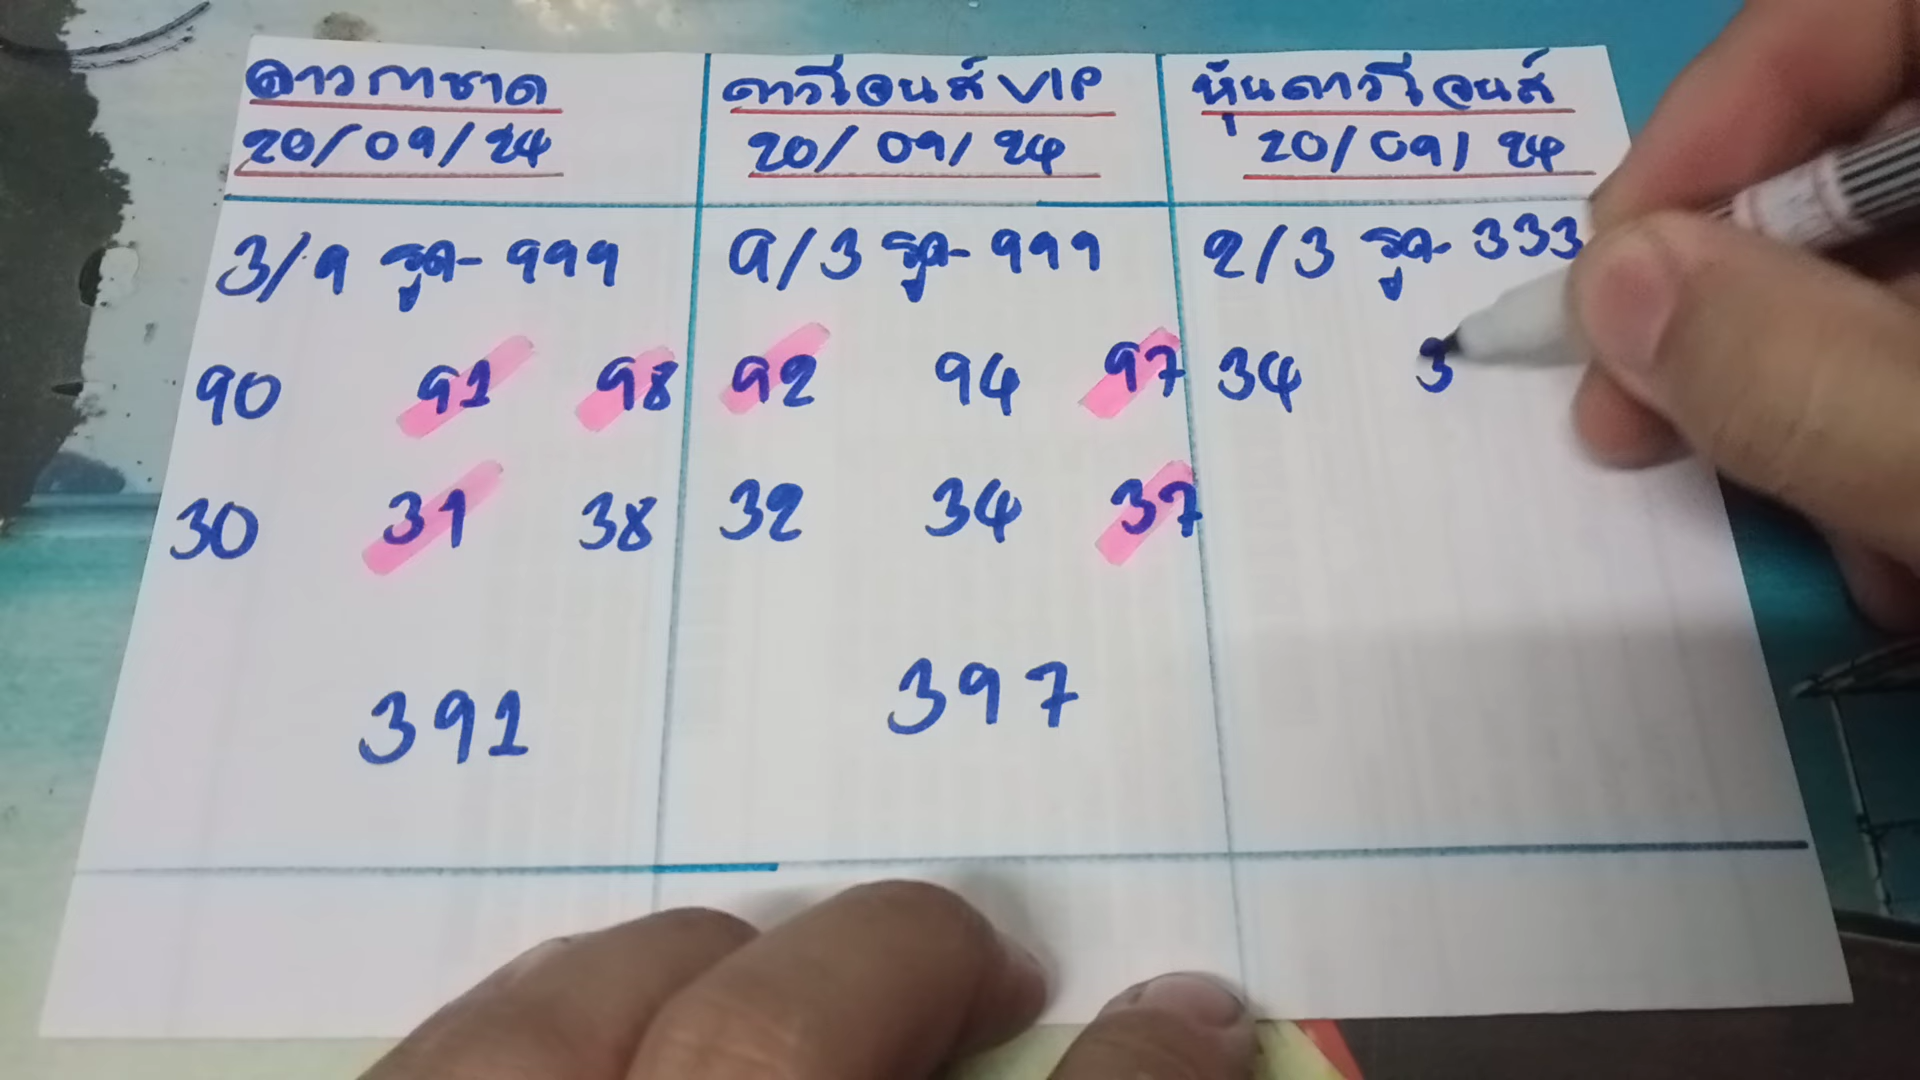 ลาวกาชาด
20/09/24
3/9 รูด- 999
90 91 98
30 31 38
391
ดาวโจนส์ VIP
20/09/24
9/3 รูด- 999
92 94 97
32 34 37
397
หุ้นดาวโจนส์
20/09/24
2/3 รูด- 333
34 3